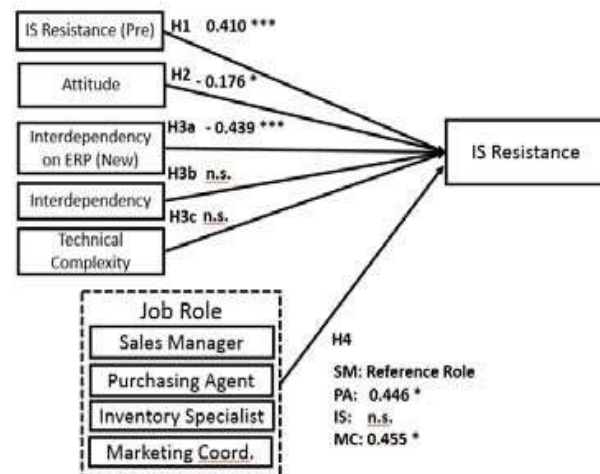 IS Resistance (Pre)
H1 0.410 ***
Attitude
H2 - 0.176 *
Interdependency
on ERP (New)
H3a - 0.439 ***
IS Resistance
H3b n.s.
Interdependency
H3c n.s.
Technical
Complexity
Job Role
Sales Manager
Purchasing Agent
Inventory Specialist
Marketing Coord.
H4
SM: Reference Role
PA: 0.446 *
IS: n.s.
MC: 0.455 *